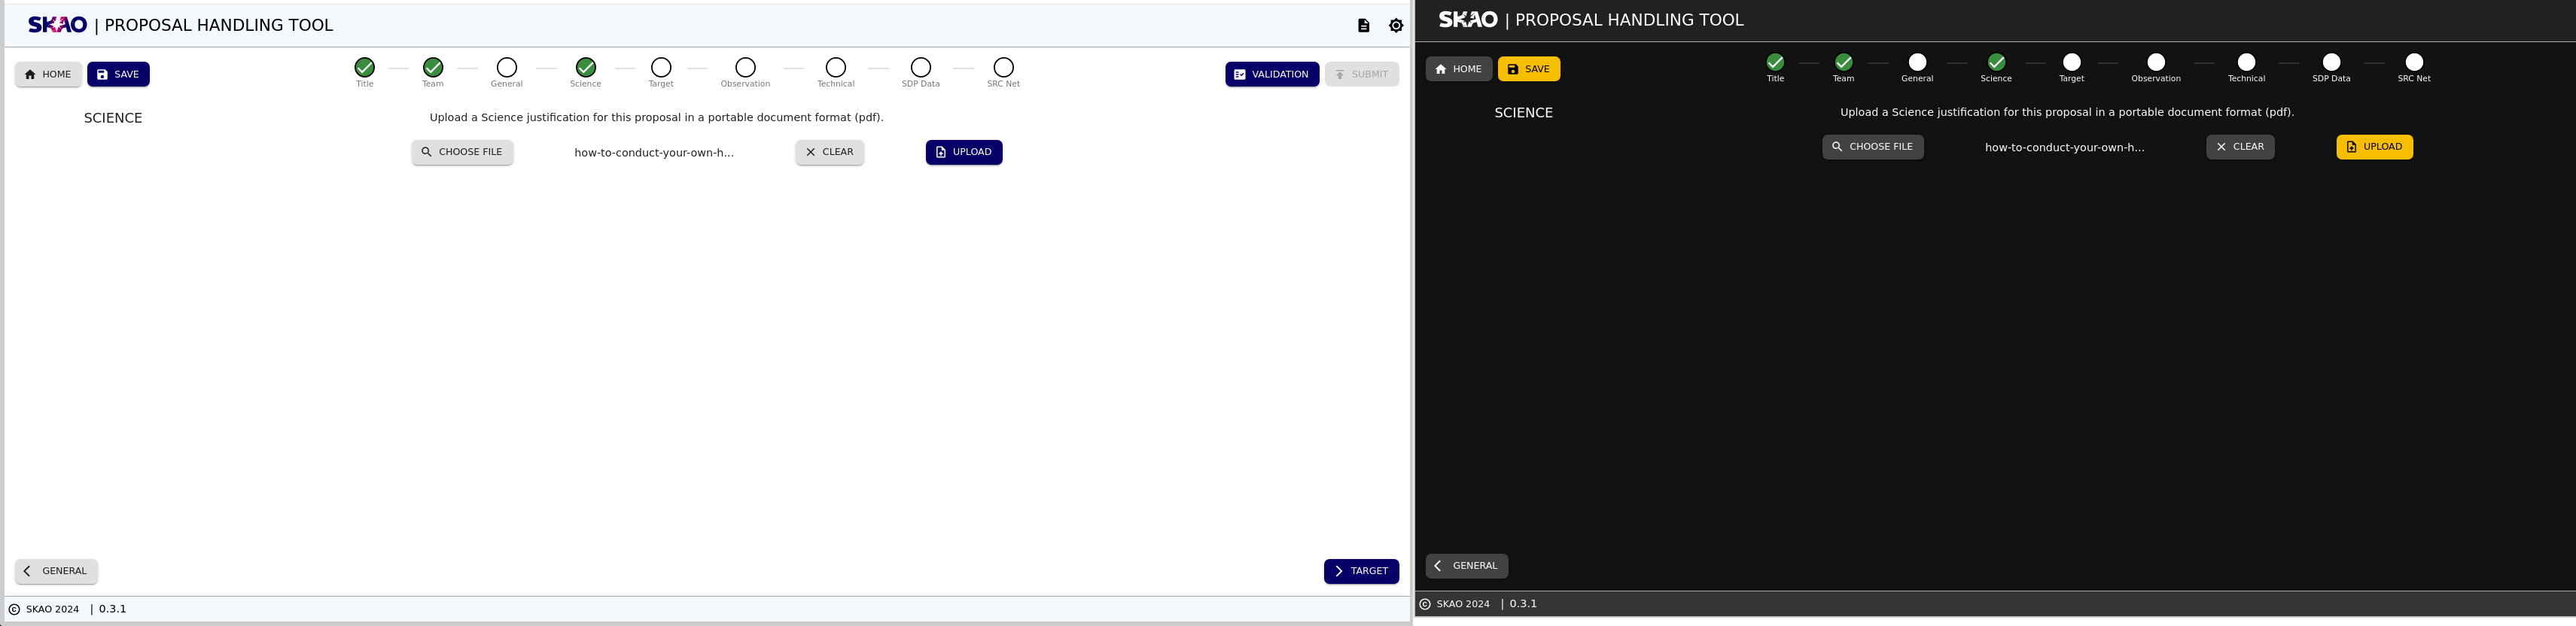 SKAO | PROPOSAL HANDLING TOOL
HOME
SAVE
Title
Team
General
Science
Target
Observation
Technical
SDP Data
SRC Net
VALIDATION
SUBMIT
SCIENCE
Upload a Science justification for this proposal in a portable document format (pdf).
CHOOSE FILE
how-to-conduct-your-own-h...
CLEAR
UPLOAD
GENERAL
TARGET
© SKAO 2024 | 0.3.1
SKAO | PROPOSAL HANDLING TOOL
HOME
SAVE
Title
Team
General
Science
Target
Observation
Technical
SDP Data
SRC Net
SCIENCE
Upload a Science justification for this proposal in a portable document format (pdf).
CHOOSE FILE
how-to-conduct-your-own-h...
CLEAR
UPLOAD
GENERAL
© SKAO 2024 | 0.3.1